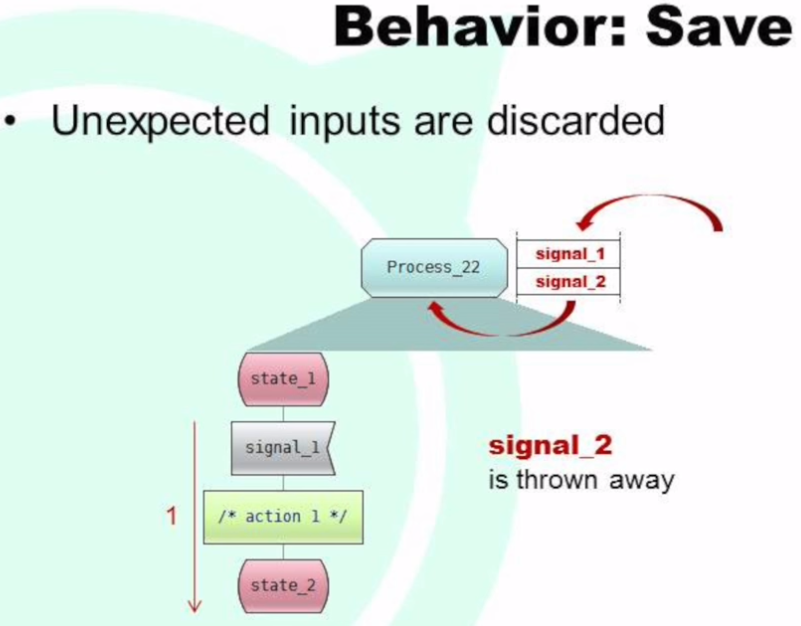 Behavior: Save
• Unexpected inputs are discarded
Process_22
signal_1
signal_2
state_1
signal_1
signal_2
is thrown away
1
/* action 1 */
state_2